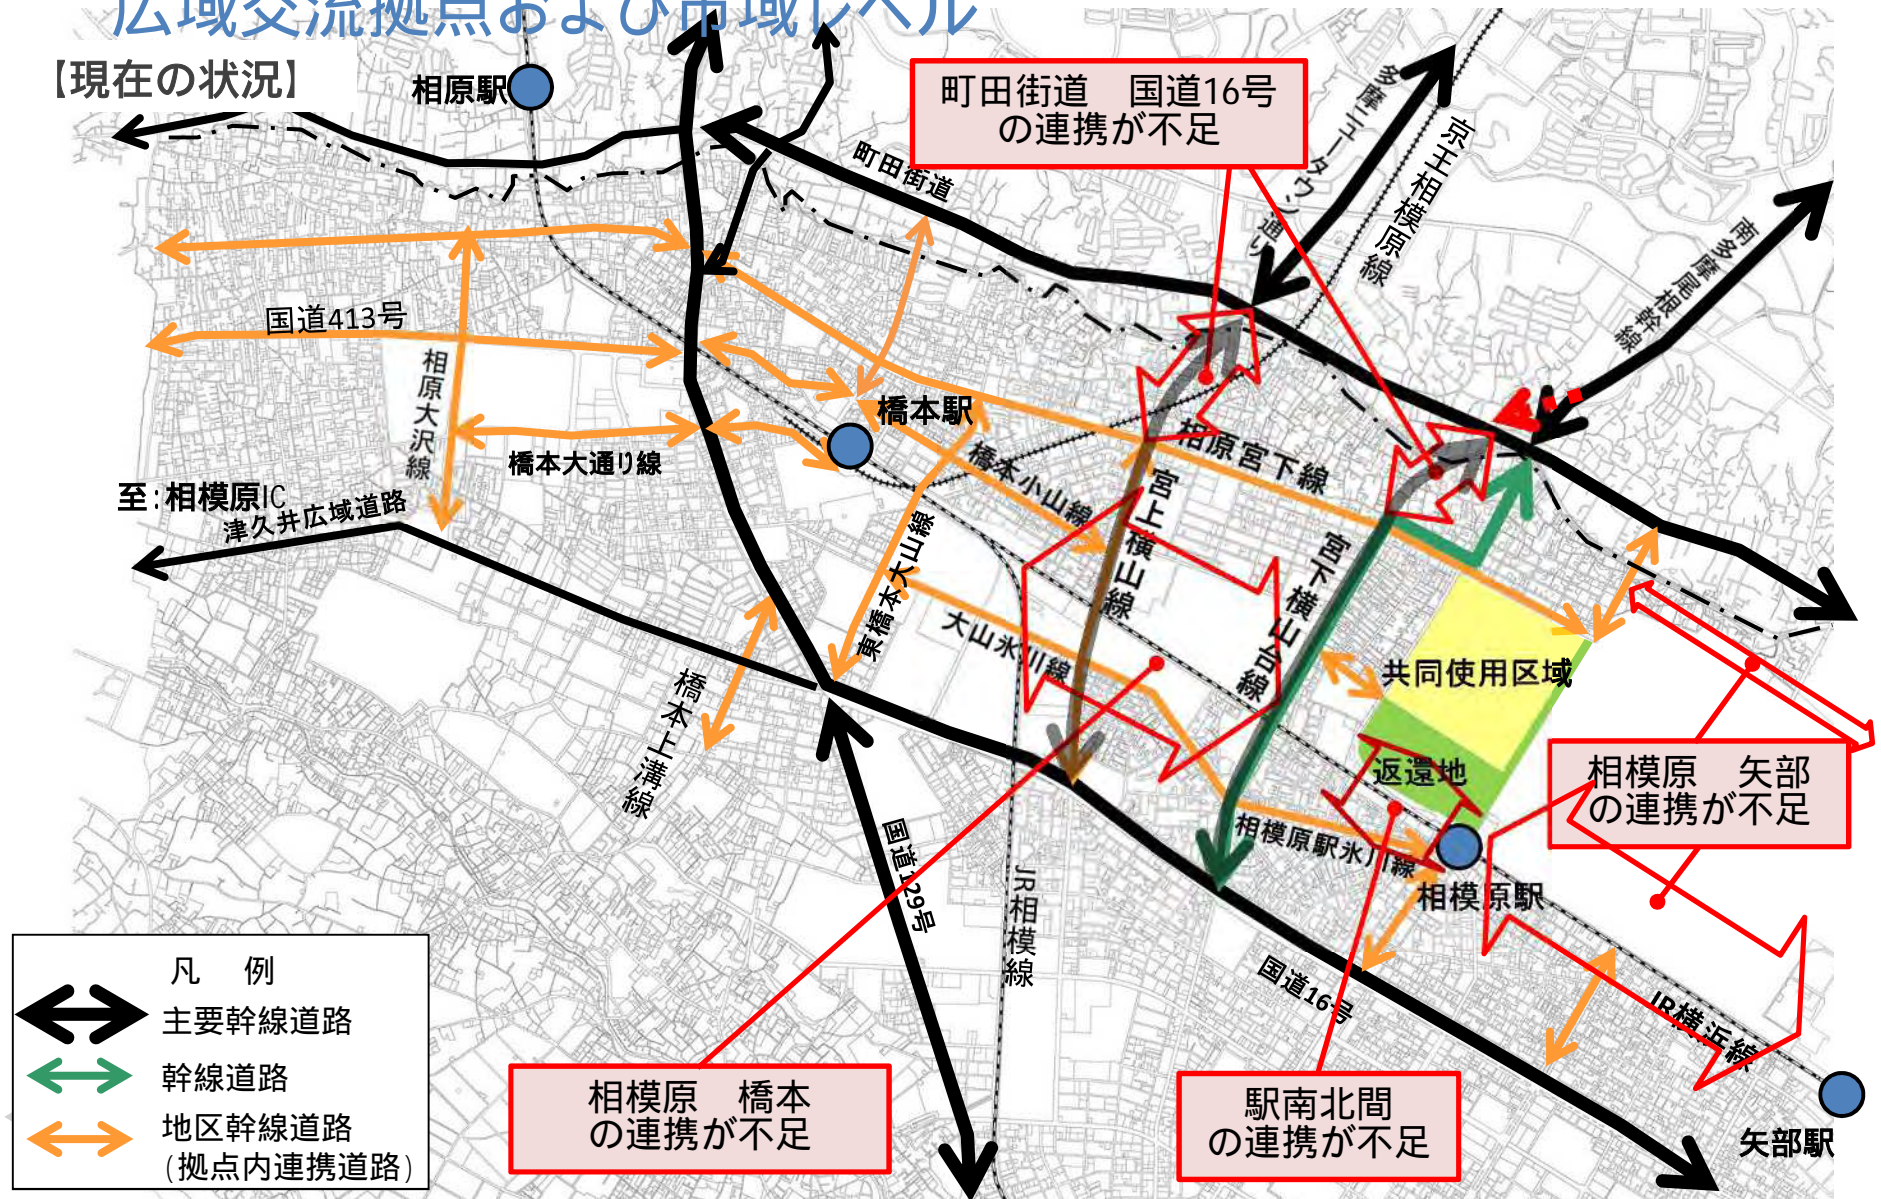 広域交流拠点および市域レベル
【現在の状況】
相原駅
町田街道　国道16号
の連携が不足
多摩ニュータウン通り
京王相模原線
町田街道
南多摩尾根幹線
国道413号
相原大沢線
橋本駅
橋本大通り線
相原宮下線
橋本小山線
至:相模原IC
津久井広域道路
宮上横山線
宮下横山台線
東橋本大山線
大山氷川線
共同使用区域
橋本上溝線
返還地
相模原　矢部
の連携が不足
相模原駅氷川線
国道129号
JR相模線
相模原駅
国道16号
JR横浜線
凡　例
主要幹線道路
幹線道路
地区幹線道路
(拠点内連携道路)
相模原　橋本
の連携が不足
駅南北間
の連携が不足
矢部駅